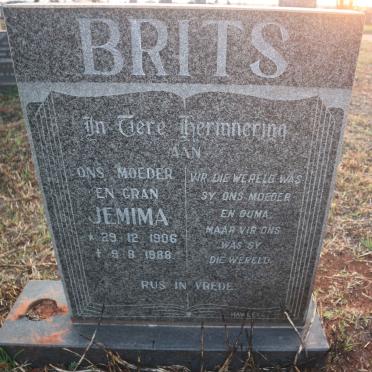 BRITS
In Tere Herinnering
AAN
ONS MOEDER
EN GRAN
JEMIMA
* 29.12.1906
† 9.8.1988
VIR DIE WERELD WAS
SY ONS MOEDER
EN OUMA,
MAAR VIR ONS
WAS SY
DIE WERELD.
RUS IN VREDE.